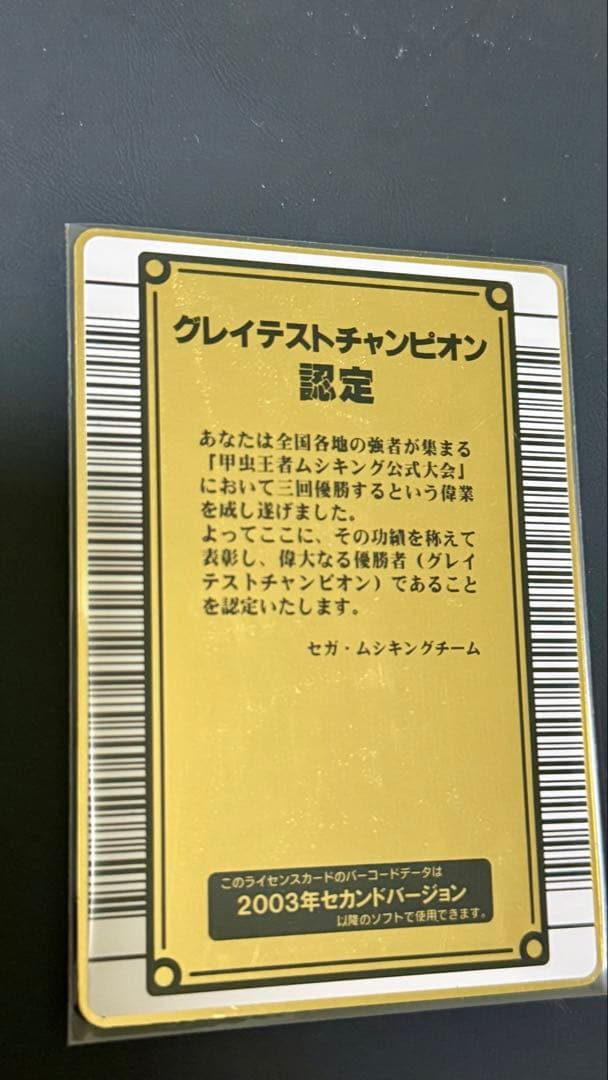 グレイテストチャンピオン
認定
あなたは全国各地の強者が集まる
『甲虫王者ムシキング公式大会』
において三回優勝するという偉業
を成し遂げました。
よってここに、その功績を称えて
表彰し、偉大なる優勝者（グレイ
テストチャンピオン）であること
を認定いたします。
セガ・ムシキングチーム
このライセンスカードのバーコードデータは
2003年セカンドバージョン
以降のソフトで使用できます。